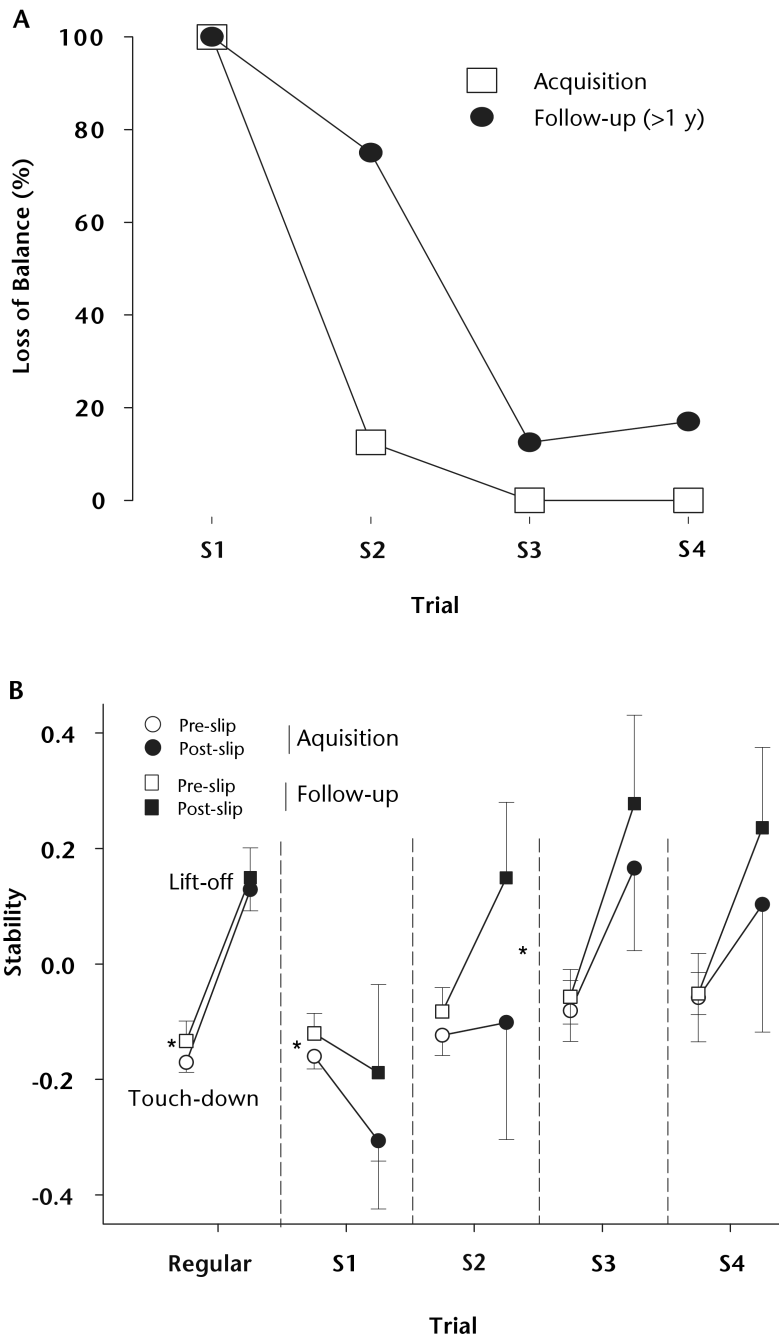 A
100
80
60
40
20
0
Loss of Balance (%)
Acquisition
Follow-up (>1 y)
S1 S2 S3 S4
Trial
B
0.4
0.2
0.0
-0.2
-0.4
Stability
Pre-slip
Post-slip
Aquisition
Pre-slip
Post-slip
Follow-up
Lift-off
*
*
*
Touch-down
Regular S1 S2 S3 S4
Trial